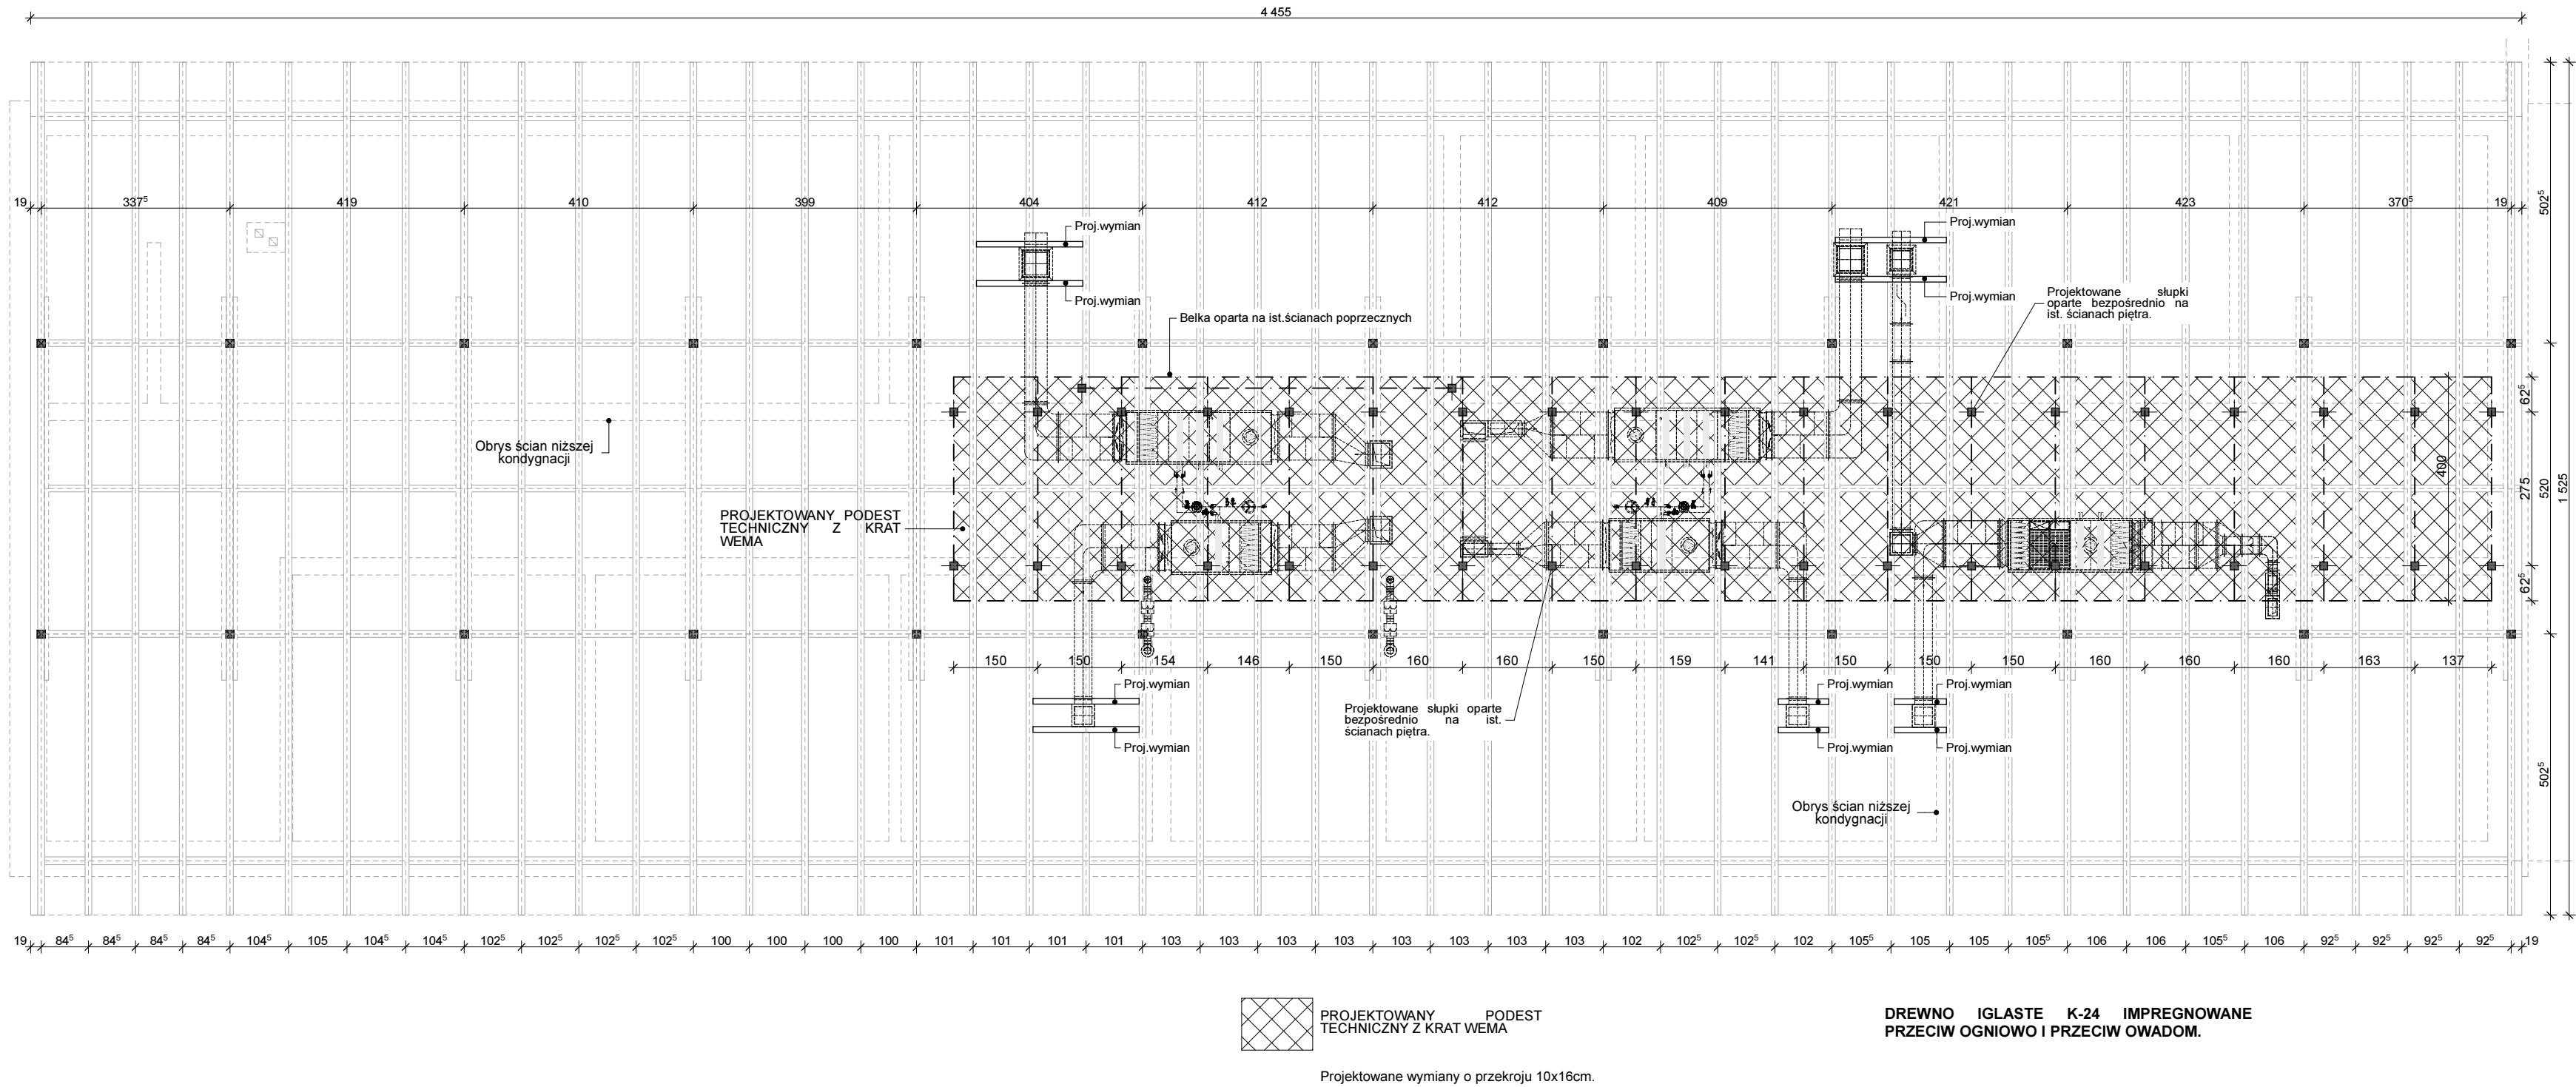 4 455
19
337⁵
419
410
399
404
412
412
409
421
423
370⁵
19
502⁵
Proj.wymian
Proj.wymian
Proj.wymian
Proj.wymian
Projektowane słupki
oparte bezpośrednio na
ist. ścianach piętra.
Belka oparta na ist.ścianach poprzecznych
Obrys ścian niższej
kondygnacji
PROJEKTOWANY PODEST
TECHNICZNY Z KRAT
WEMA
62⁵
400
275
520
1 525
62⁵
150
150
154
146
150
160
160
150
159
141
150
150
150
160
160
160
163
137
Proj.wymian
Proj.wymian
Proj.wymian
Projektowane słupki oparte
bezpośrednio na ist.
ścianach piętra.
Proj.wymian
Proj.wymian
Proj.wymian
502⁵
Obrys ścian niższej
kondygnacji
19
84⁵
84⁵
84⁵
84⁵
104⁵
105
104⁵
104⁵
102⁵
102⁵
102⁵
102⁵
100
100
100
100
101
101
101
101
103
103
103
103
103
103
103
103
102
102⁵
102⁵
102
105⁵
105
105
105⁵
106
106
105⁵
106
92⁵
92⁵
92⁵
92⁵
19
PROJEKTOWANY PODEST
TECHNICZNY Z KRAT WEMA
DREWNO IGLASTE K-24 IMPREGNOWANE
PRZECIW OGNIOWO I PRZECIW OWADOM.
Projektowane wymiany o przekroju 10x16cm.